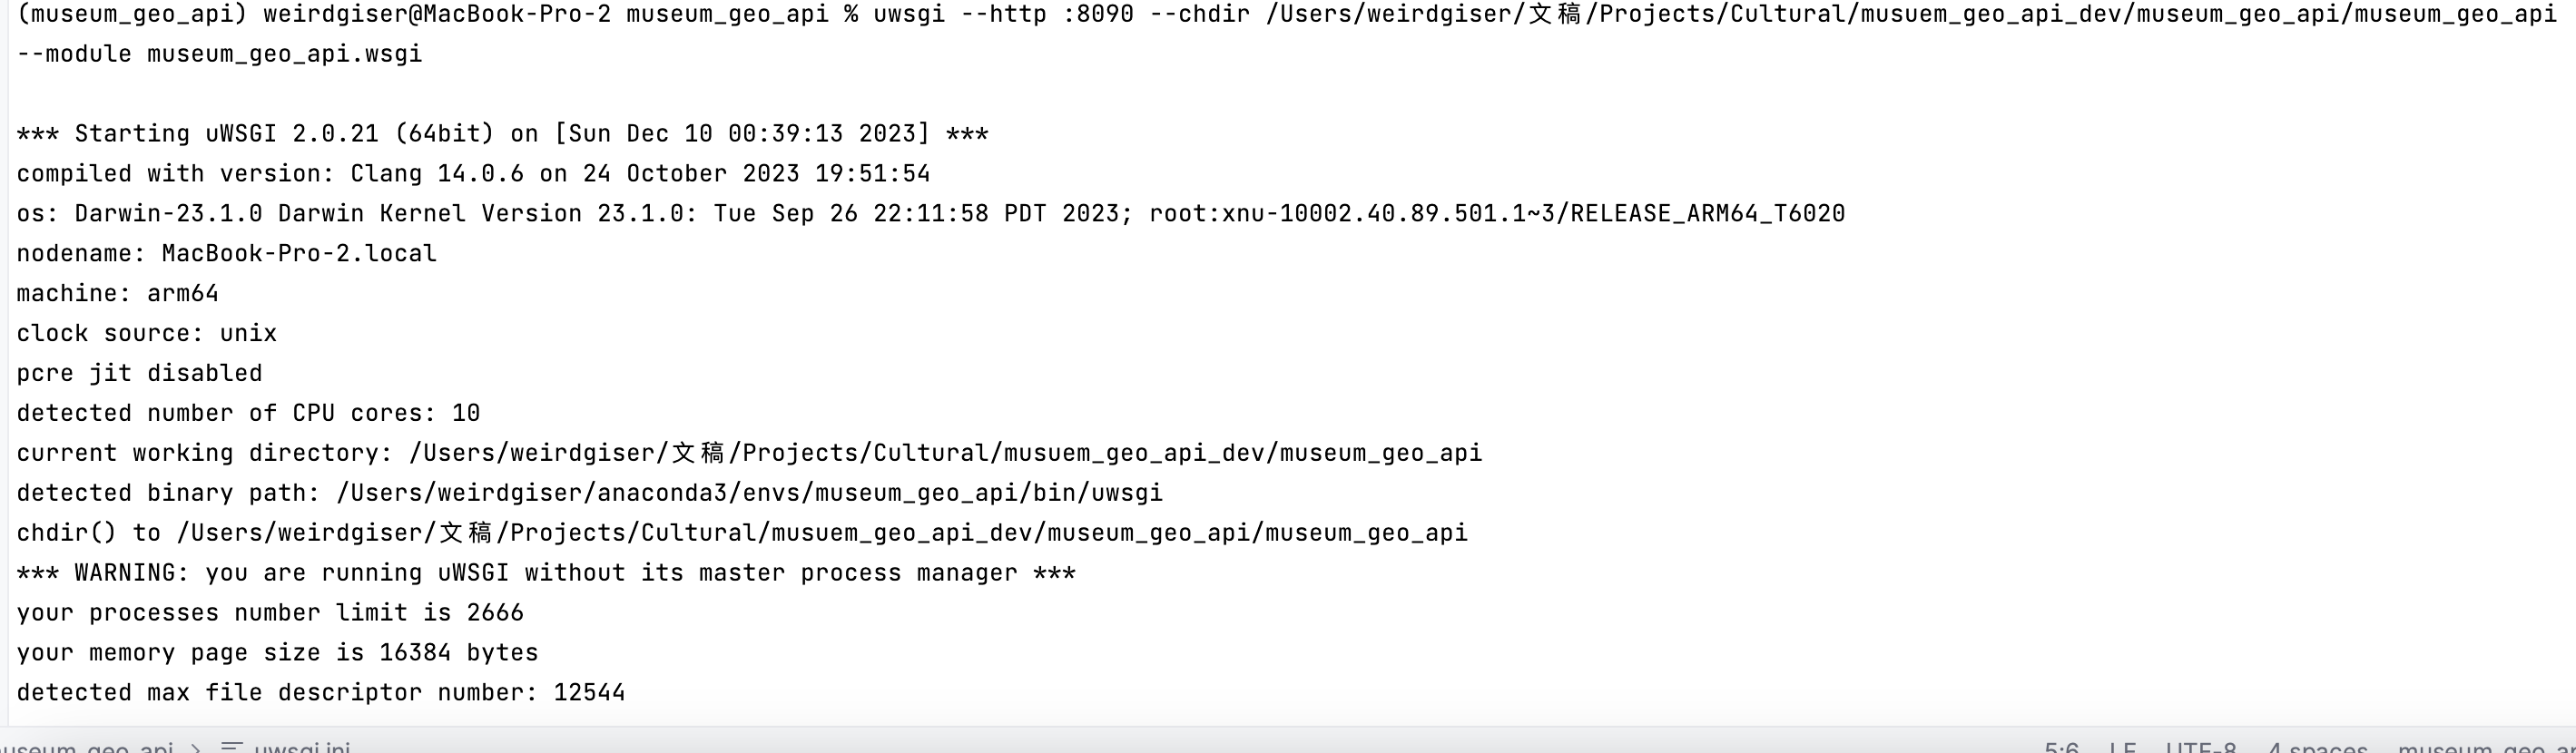 (museum_geo_api) weirdgiser@MacBook-Pro-2 museum_geo_api % uwsgi --http :8090 --chdir /Users/weirdgiser/文稿/Projects/Cultural/musuem_geo_api_dev/museum_geo_api/museum_geo_api
--module museum_geo_api.wsgi
*** Starting uWSGI 2.0.21 (64bit) on [Sun Dec 10 00:39:13 2023] ***
compiled with version: Clang 14.0.6 on 24 October 2023 19:51:54
os: Darwin-23.1.0 Darwin Kernel Version 23.1.0: Tue Sep 26 22:11:58 PDT 2023; root:xnu-10002.40.89.501.1~3/RELEASE_ARM64_T6020
nodename: MacBook-Pro-2.local
machine: arm64
clock source: unix
pcre jit disabled
detected number of CPU cores: 10
current working directory: /Users/weirdgiser/文稿/Projects/Cultural/musuem_geo_api_dev/museum_geo_api
detected binary path: /Users/weirdgiser/anaconda3/envs/museum_geo_api/bin/uwsgi
chdir() to /Users/weirdgiser/文稿/Projects/Cultural/musuem_geo_api_dev/museum_geo_api/museum_geo_api
*** WARNING: you are running uWSGI without its master process manager ***
your processes number limit is 2666
your memory page size is 16384 bytes
detected max file descriptor number: 12544
useum_geo_api > uwsgi.ini 5:6 LF UTF-8 4 spaces museum_geo_ap